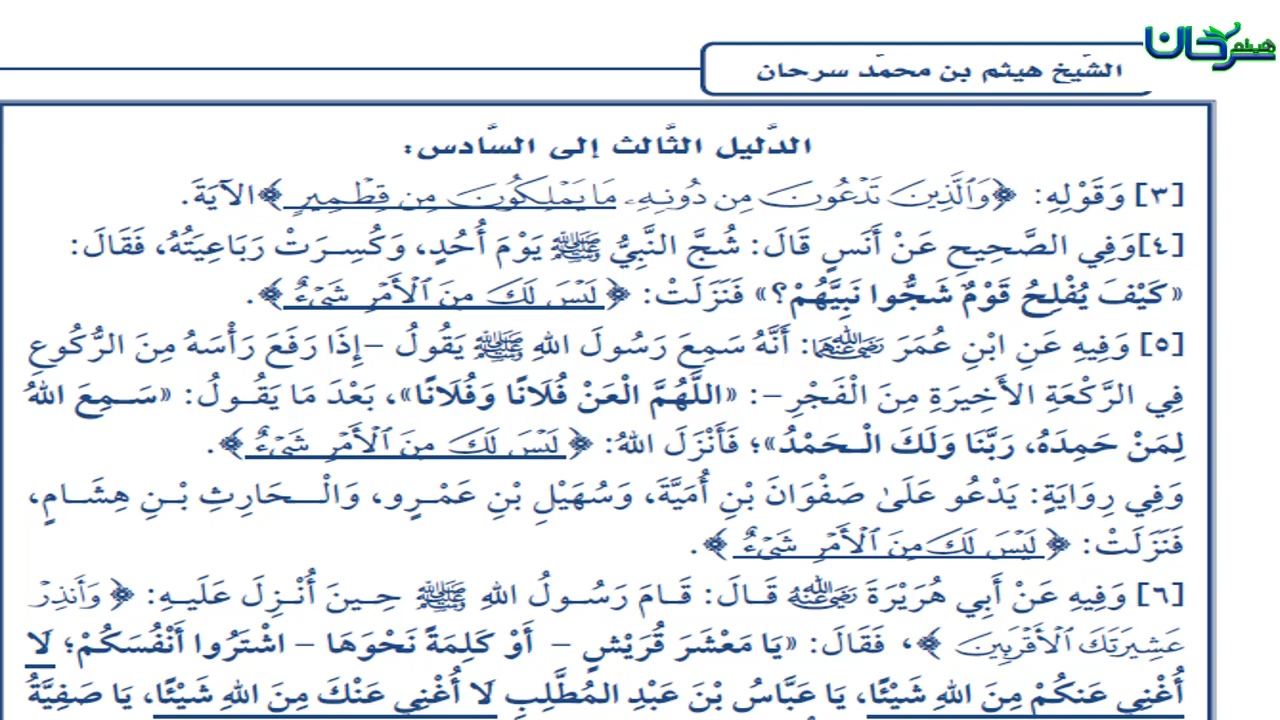 هيثم سرحان
الشَّيخ هيثم بن محمَّد سرحان
الدَّليل الثَّالث إلى السَّادس:
[٣] وَقَوْلِهِ: ﴿وَٱلَّذِينَ تَدْعُونَ مِن دُونِهِۦ مَا يَمْلِكُونَ مِن قِطْمِيرٍ﴾ الآيَةَ.
[٤]وَفِي الصَّحِيحِ عَنْ أَنَسٍ قَالَ: شُجَّ النَّبِيُّ ﷺ يَوْمَ أُحُدٍ، وَكُسِرَتْ رَبَاعِيَتُهُ، فَقَالَ:
«كَيْفَ يُفْلِحُ قَوْمٌ شَجُّوا نَبِيَّهُمْ؟» فَنَزَلَتْ: ﴿لَيْسَ لَكَ مِنَ ٱلْأَمْرِ شَىْءٌ﴾.
[٥] وَفِيهِ عَنِ ابْنِ عُمَرَ رَضِيَ اللهُ عَنْهُمَا: أَنَّهُ سَمِعَ رَسُولَ اللهِ ﷺ يَقُولُ –إِذَا رَفَعَ رَأْسَهُ مِنَ الرُّكُوعِ
فِي الرَّكْعَةِ الأَخِيرَةِ مِنَ الْفَجْرِ–: «اللَّهُمَّ الْعَنْ فُلَانًا وَفُلَانًا»، بَعْدَ مَا يَقُولُ: «سَمِعَ اللهُ
لِمَنْ حَمِدَهُ، رَبَّنَا وَلَكَ الْحَمْدُ»؛ فَأَنْزَلَ اللهُ: ﴿لَيْسَ لَكَ مِنَ ٱلْأَمْرِ شَىْءٌ﴾.
وَفِي رِوَايَةٍ: يَدْعُو عَلَىٰ صَفْوَانَ بْنِ أُمَيَّةَ، وَسُهَيْلِ بْنِ عَمْرٍو، وَالْحَارِثِ بْنِ هِشَامٍ،
فَنَزَلَتْ: ﴿لَيْسَ لَكَ مِنَ ٱلْأَمْرِ شَىْءٌ﴾.
[٦] وَفِيهِ عَنْ أَبِي هُرَيْرَةَ رَضِيَ اللهُ عَنْهُ قَالَ: قَامَ رَسُولُ اللهِ ﷺ حِينَ أُنْزِلَ عَلَيهِ: ﴿وَأَنذِرْ
عَشِيرَتَكَ ٱلْأَقْرَبِينَ﴾، فَقَالَ: «يَا مَعْشَرَ قُرَيْشٍ – أَوْ كَلِمَةً نَحْوَهَا – اشْتَرُوا أَنْفُسَكُمْ؛ لَا
أُغْنِي عَنكُمْ مِنَ اللهِ شَيْئًا، يَا عَبَّاسُ بْنَ عَبْدِ المُطَّلِبِ لَا أُغْنِي عَنْكَ مِنَ اللهِ شَيْئًا، يَا صَفِيَّةُ